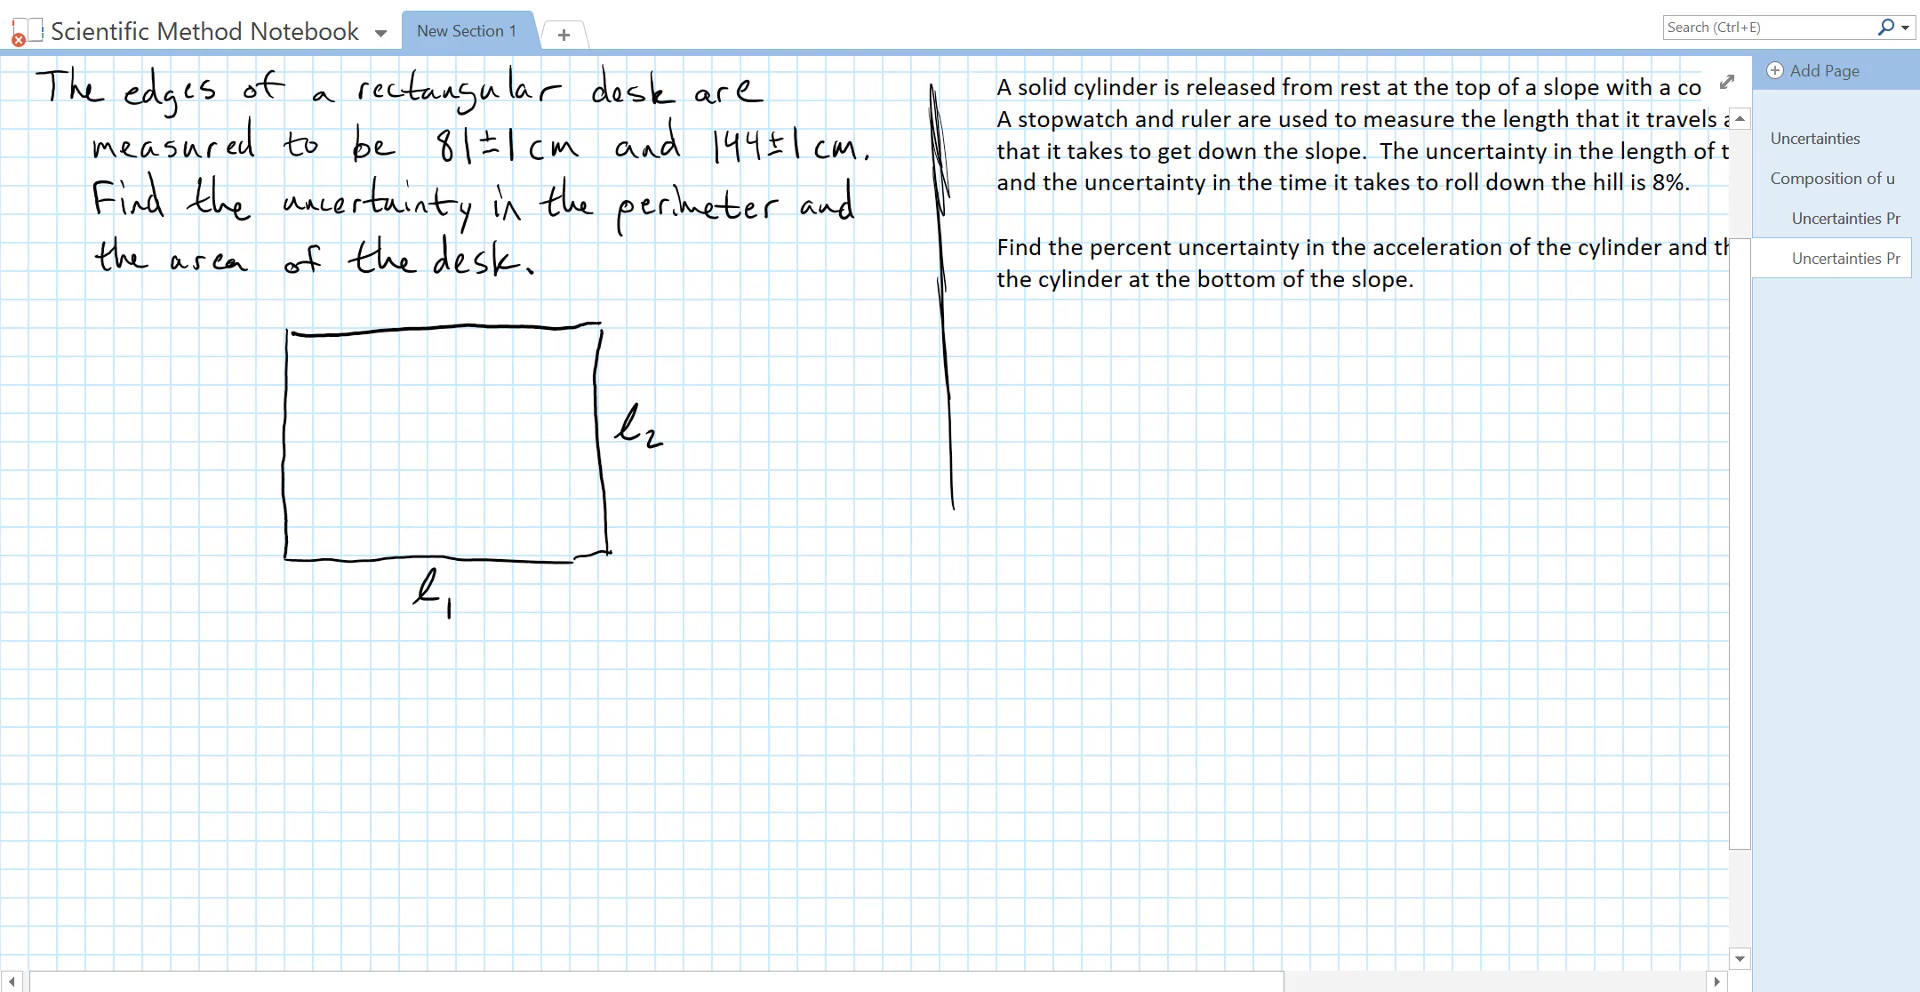 Scientific Method Notebook
New Section 1
Search (Ctrl+E)
Add Page
Uncertainties
Composition of u
Uncertainties Pr
Uncertainties Pr
The edges of a rectangular desk are
measured to be 81±1 cm and 144±1 cm.
Find the uncertainty in the perimeter and
the area of the desk.
l2
l1
A solid cylinder is released from rest at the top of a slope with a co
A stopwatch and ruler are used to measure the length that it travels a
that it takes to get down the slope. The uncertainty in the length of t
and the uncertainty in the time it takes to roll down the hill is 8%.
Find the percent uncertainty in the acceleration of the cylinder and th
the cylinder at the bottom of the slope.